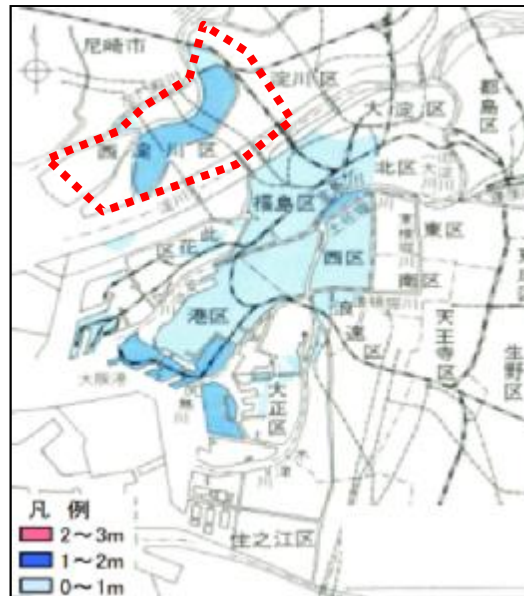 尼崎市
淀川区
都島区
大淀区
西淀川区
北区
福島区
此花区
東区
西区
南区
港区
浪速区
天王寺区
生野区
大阪港
大正区
住之江区
凡 例
2～3m
1～2m
0～1m